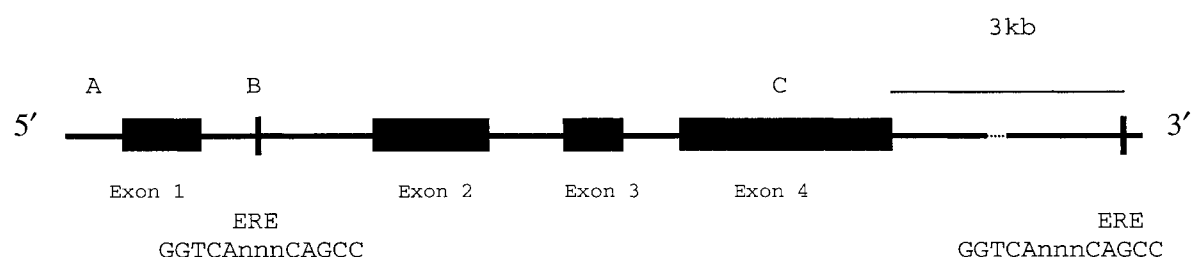 3kb
A B C
5′ 3′
Exon 1 Exon 2 Exon 3 Exon 4
ERE ERE
GGTCAnnnCAGCC GGTCAnnnCAGCC